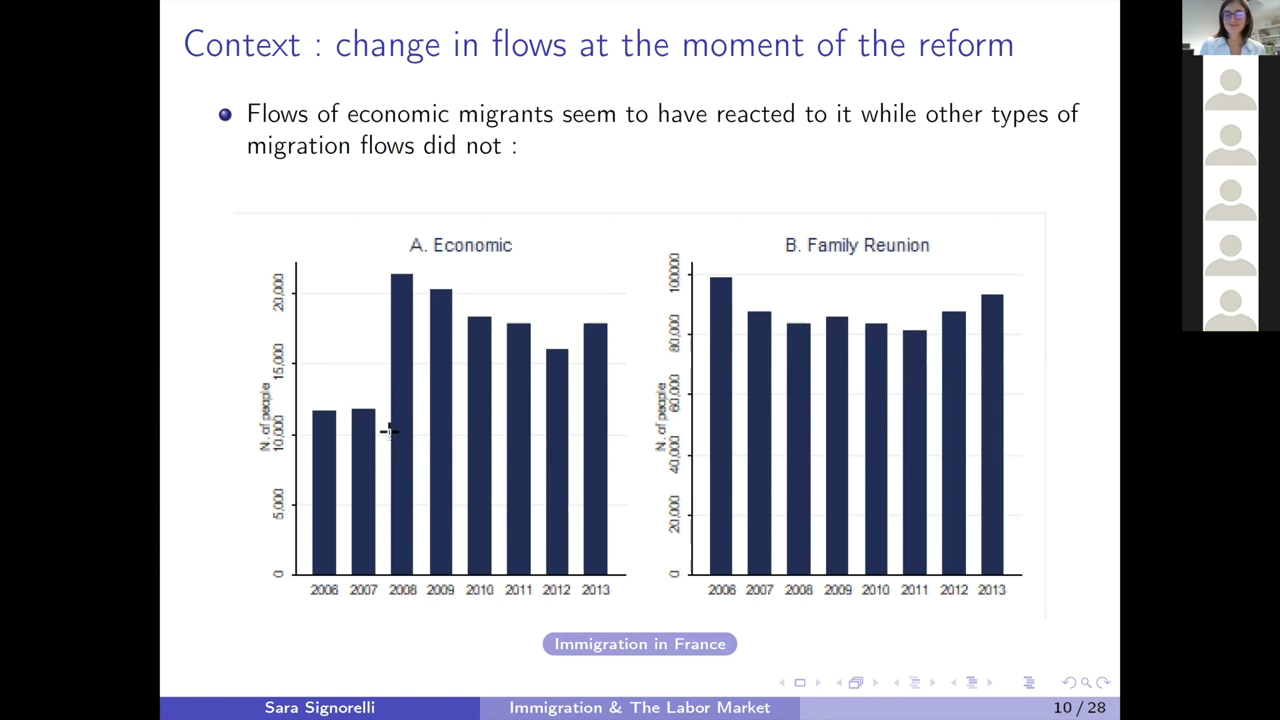 Context : change in flows at the moment of the reform
Flows of economic migrants seem to have reacted to it while other types of
migration flows did not :
A. Economic
N. of people
20,000
15,000
10,000
5,000
0
2006 2007 2008 2009 2010 2011 2012 2013
B. Family Reunion
N. of people
100000
80,000
60,000
40,000
20,000
0
2006 2007 2008 2009 2010 2011 2012 2013
Immigration in France
Sara Signorelli Immigration & The Labor Market 10 / 28